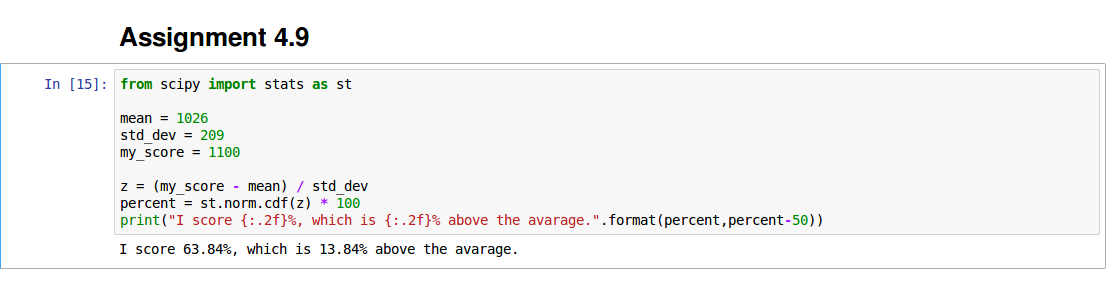 Assignment 4.9
In [15]:
from scipy import stats as st
mean = 1026
std_dev = 209
my_score = 1100
z = (my_score - mean) / std_dev
percent = st.norm.cdf(z) * 100
print("I score {:.2f}%, which is {:.2f}% above the avarage.".format(percent,percent-50))
I score 63.84%, which is 13.84% above the avarage.